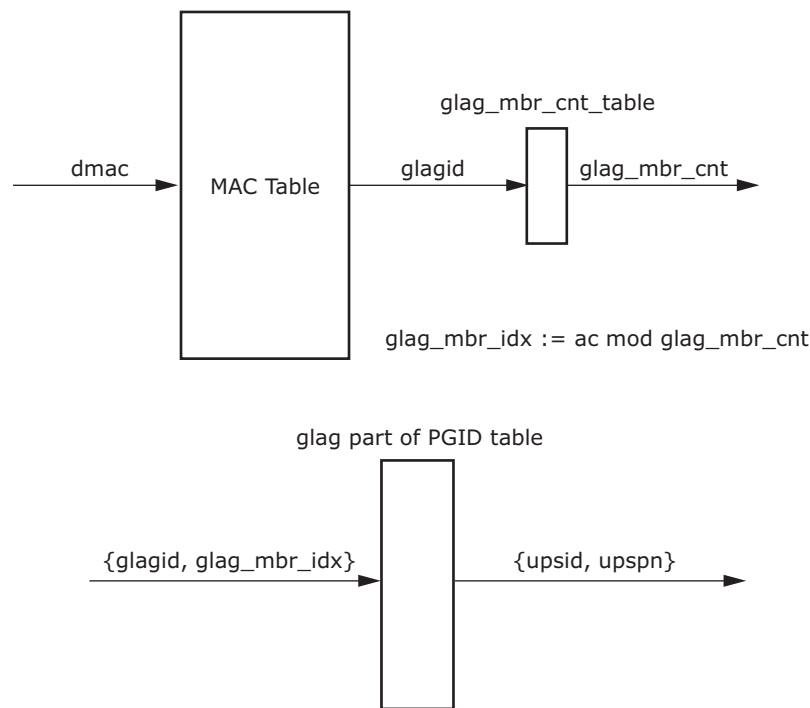 glag_mbr_cnt_table
dmac
MAC Table
glagid
glag_mbr_cnt
glag_mbr_idx := ac mod glag_mbr_cnt
glag part of PGID table
{glagid, glag_mbr_idx}
{upsid, upspn}